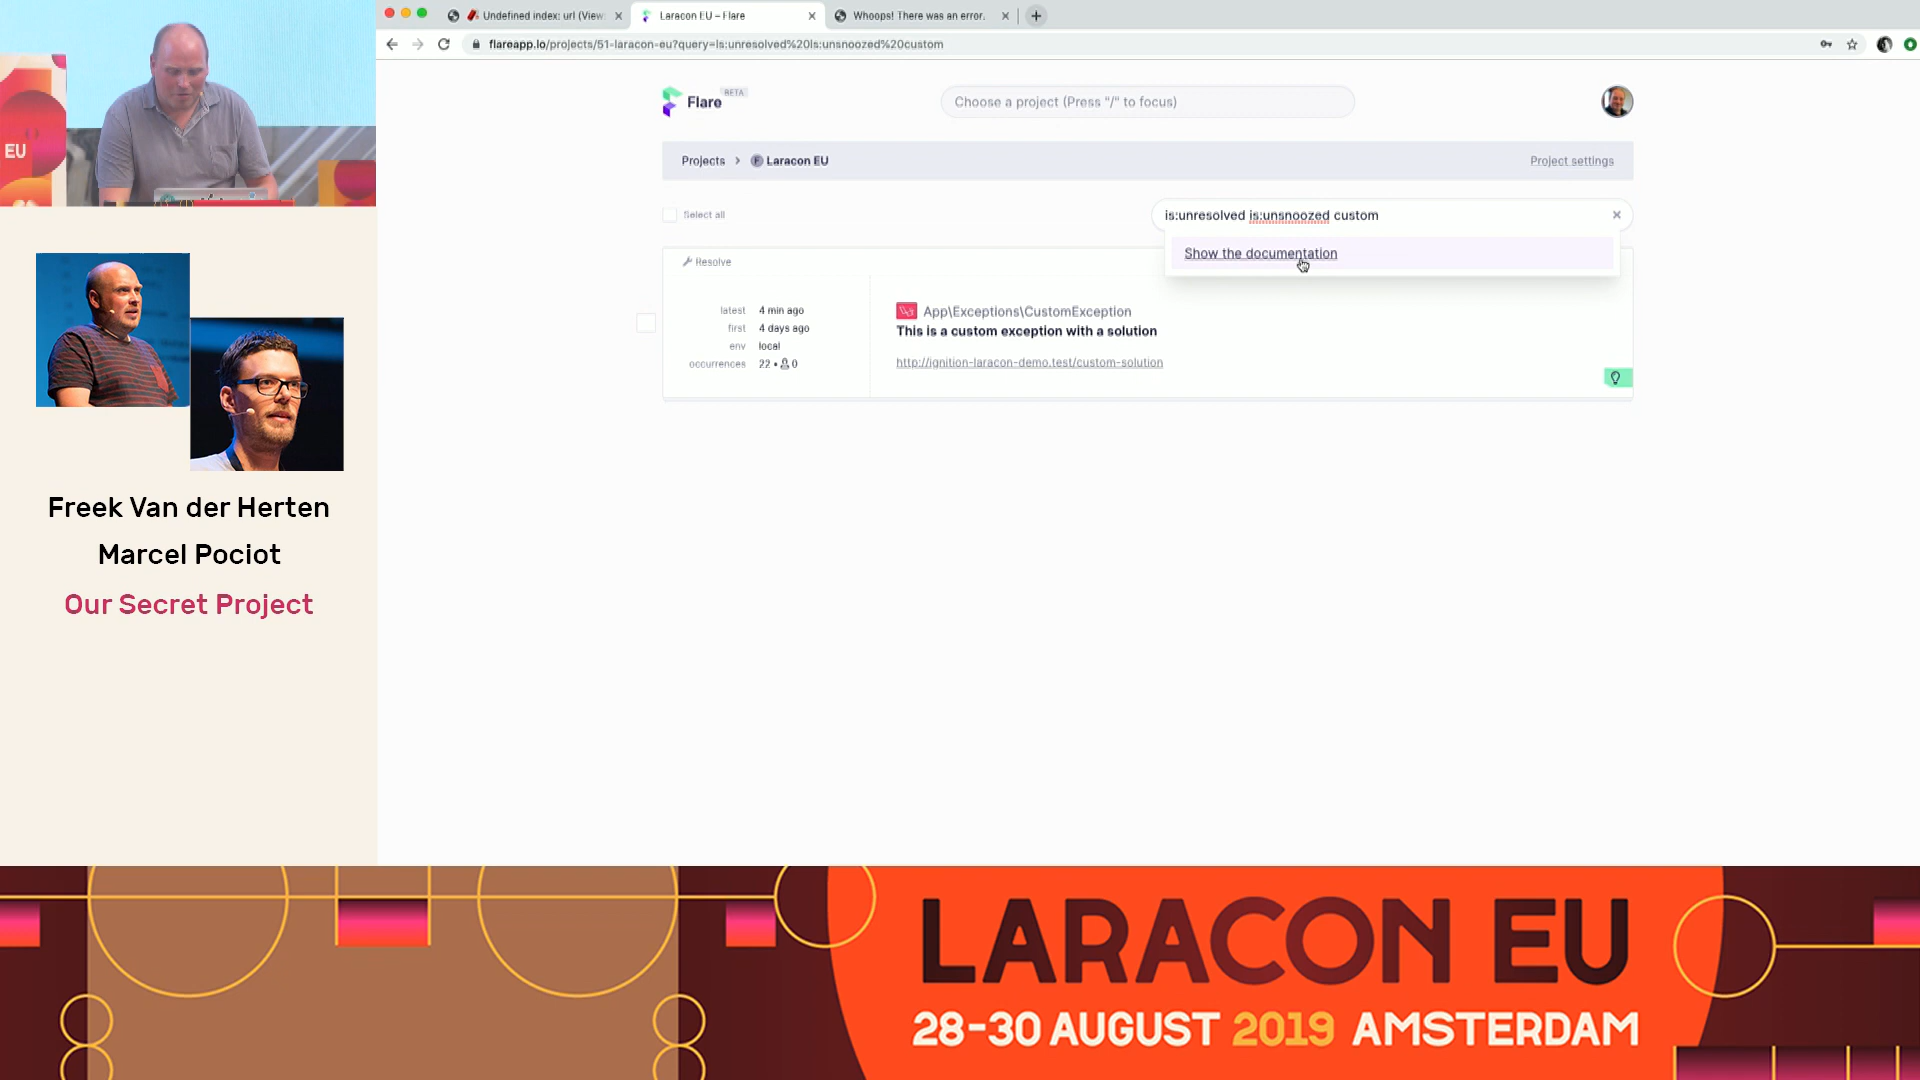 Undefined index: url (View
Laracon EU – Flare
Whoops! There was an error.
flareapp.io/projects/51-laracon-eu?query=is:unresolved%20is:unsnoozed%20custom
Flare
BETA
Choose a project (Press "/" to focus)
Projects > F Laracon EU
Project settings
Select all
is:unresolved is:unsnoozed custom
Show the documentation
Resolve
latest 4 min ago
first 4 days ago
env local
occurrences 22 • 0
App\Exceptions\CustomException
This is a custom exception with a solution
http://ignition-laracon-demo.test/custom-solution
EU
Freek Van der Herten
Marcel Pociot
Our Secret Project
LARACON EU
28-30 AUGUST 2019 AMSTERDAM